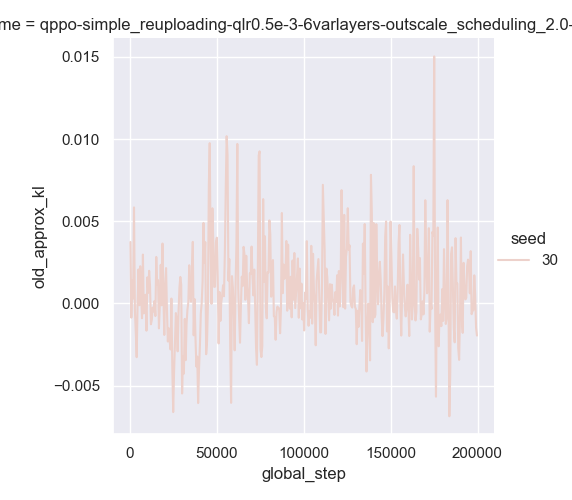 me = qppo-simple_reuploading-qlr0.5e-3-6varlayers-outscale_scheduling_2.0-
0.015
0.010
0.005
0.000
−0.005
old_approx_kl
0
50000
100000
150000
200000
global_step
seed
30